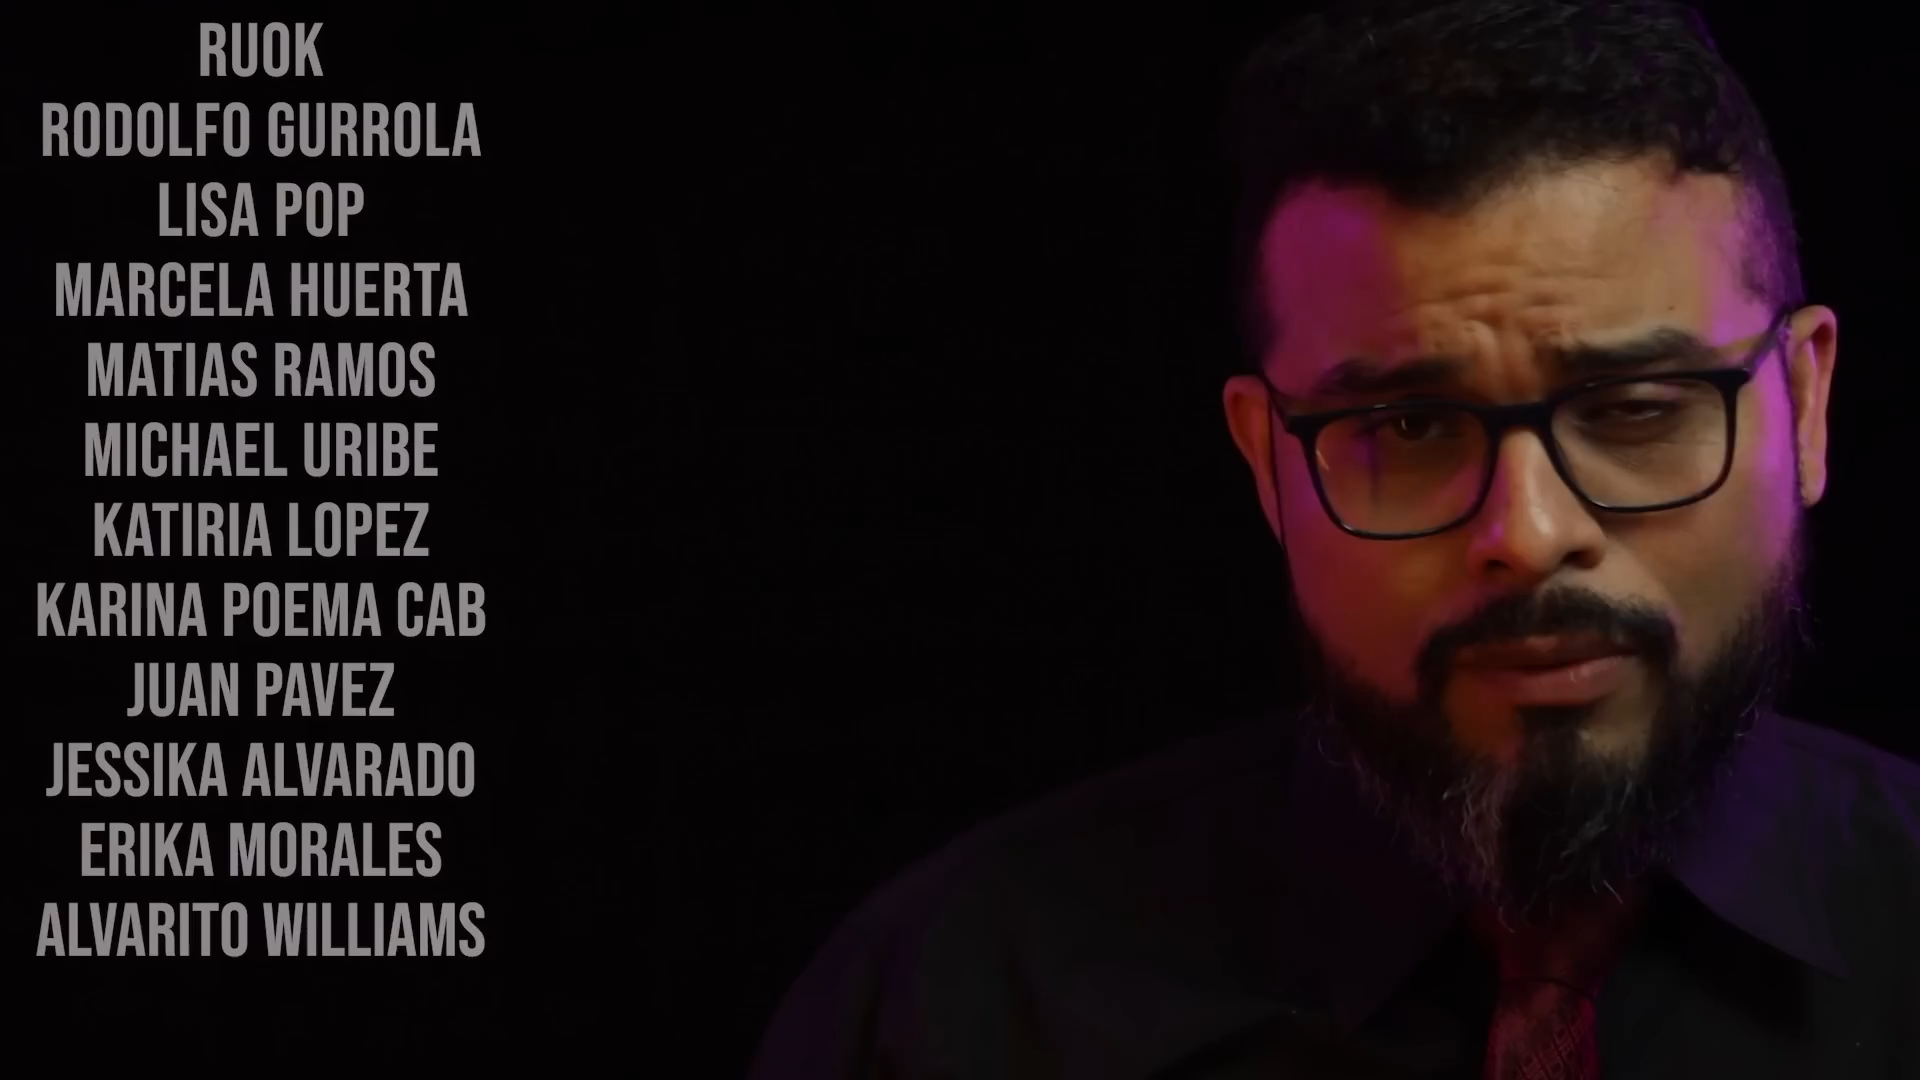 RUOK
RODOLFO GURROLA
LISA POP
MARCELA HUERTA
MATIAS RAMOS
MICHAEL URIBE
KATIRIA LOPEZ
KARINA POEMA CAB
JUAN PAVEZ
JESSIKA ALVARADO
ERIKA MORALES
ALVARITO WILLIAMS